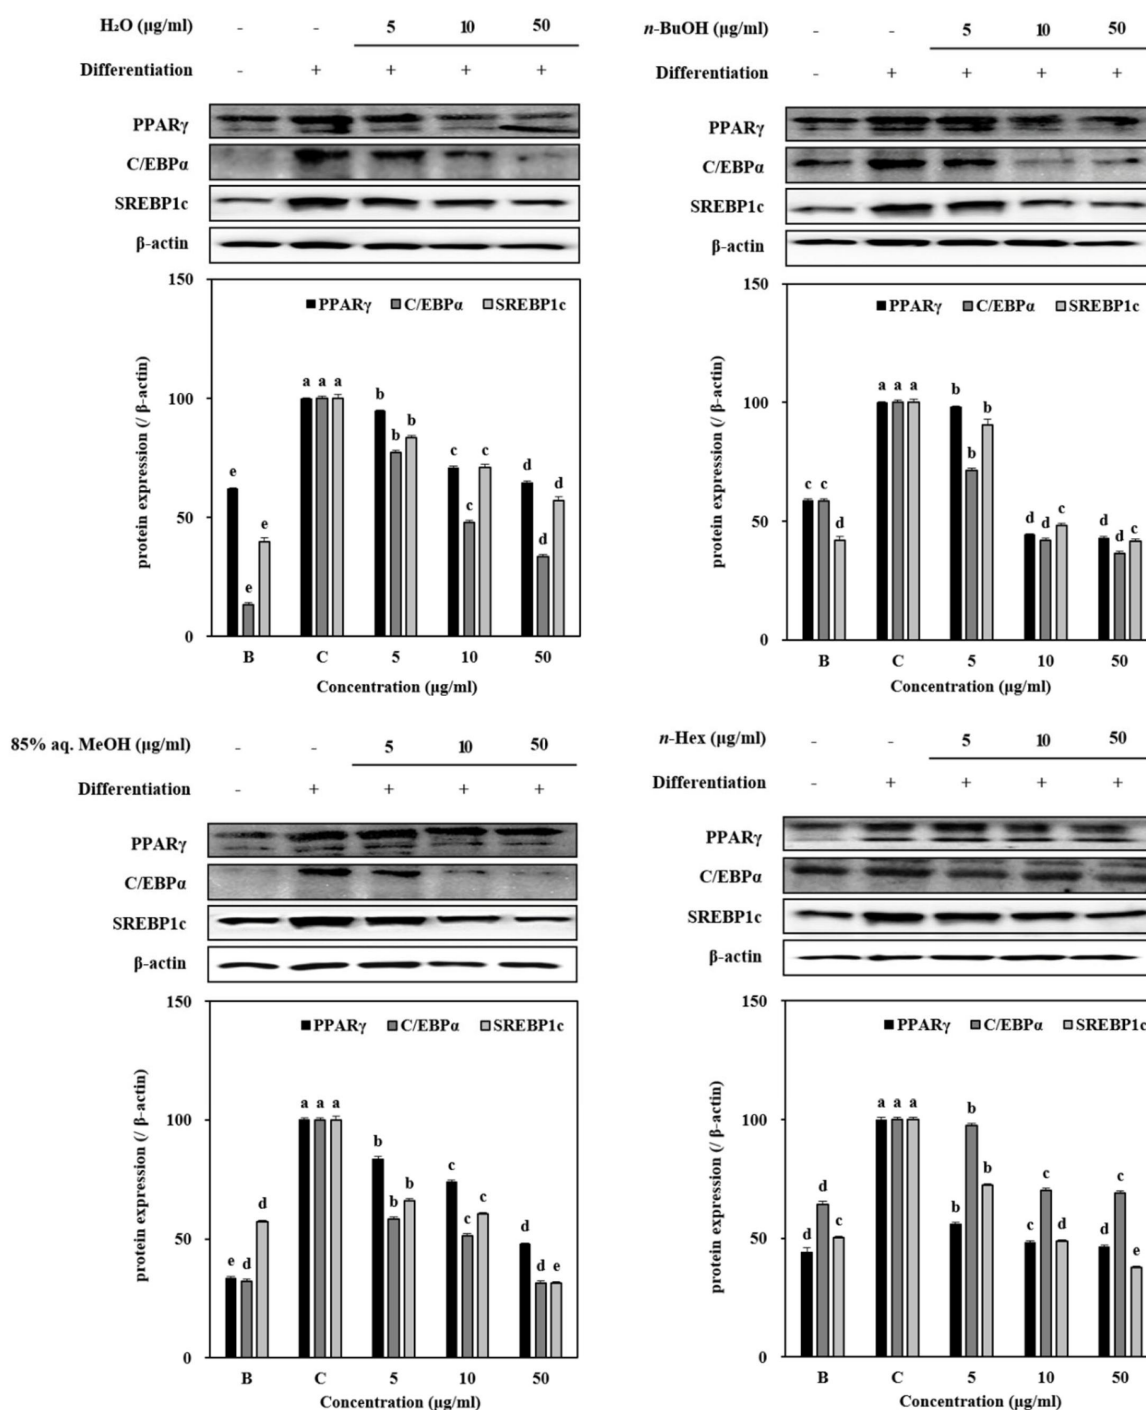 H₂O (μg/ml) - - 5 10 50
Differentiation - + + + +
PPARγ
C/EBPα
SREBP1c
β-actin
150
PPARγ C/EBPα SREBP1c
protein expression (/ β-actin)
a a a
100
b
b
b
c c
d
e
d
50
c
e
d
e
0
B C 5 10 50
Concentration (μg/ml)
n-BuOH (μg/ml) - - 5 10 50
Differentiation - + + + +
PPARγ
C/EBPα
SREBP1c
β-actin
150
PPARγ C/EBPα SREBP1c
protein expression (/ β-actin)
a a a b
100
b
b
c c
50
d
c
d d
d
d
c
0
B C 5 10 50
Concentration (μg/ml)
85% aq. MeOH (μg/ml) - - 5 10 50
Differentiation - + + + +
PPARγ
C/EBPα
SREBP1c
β-actin
150
PPARγ C/EBPα SREBP1c
protein expression (/ β-actin)
a a a
100
b
c
b
b
d
c
c
d
50
e d
d e
0
B C 5 10 50
Concentration (μg/ml)
n-Hex (μg/ml) - - 5 10 50
Differentiation - + + + +
PPARγ
C/EBPα
SREBP1c
β-actin
150
PPARγ C/EBPα SREBP1c
protein expression (/ β-actin)
a a a
b
100
b
d
c
c
b
d
c
50
c d
d
e
0
B C 5 10 50
Concentration (μg/ml)